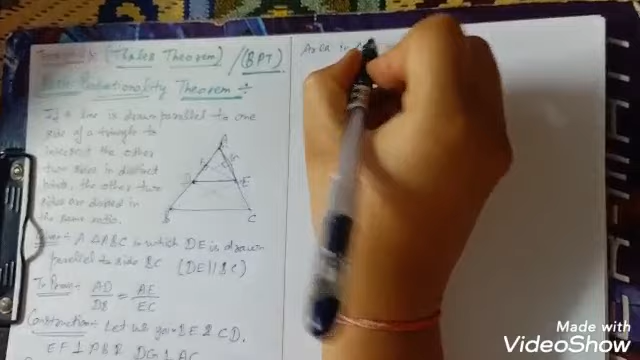 (Thales Theorem) / (BPT)
Basic Proportionality Theorem :-
If a line is drawn parallel to one
side of a triangle to
intersect the other
two sides in distinct
points, the other two
sides are divided in
the same ratio.
A
D
E
B
C
Given :- A △ABC in which DE is drawn
parallel to side BC (DE||BC)
To Prove :- AD/DB = AE/EC
Construction :- Let we join BE & CD.
EF ⊥ AB & DG ⊥ AC
Area
Made with
VideoShow